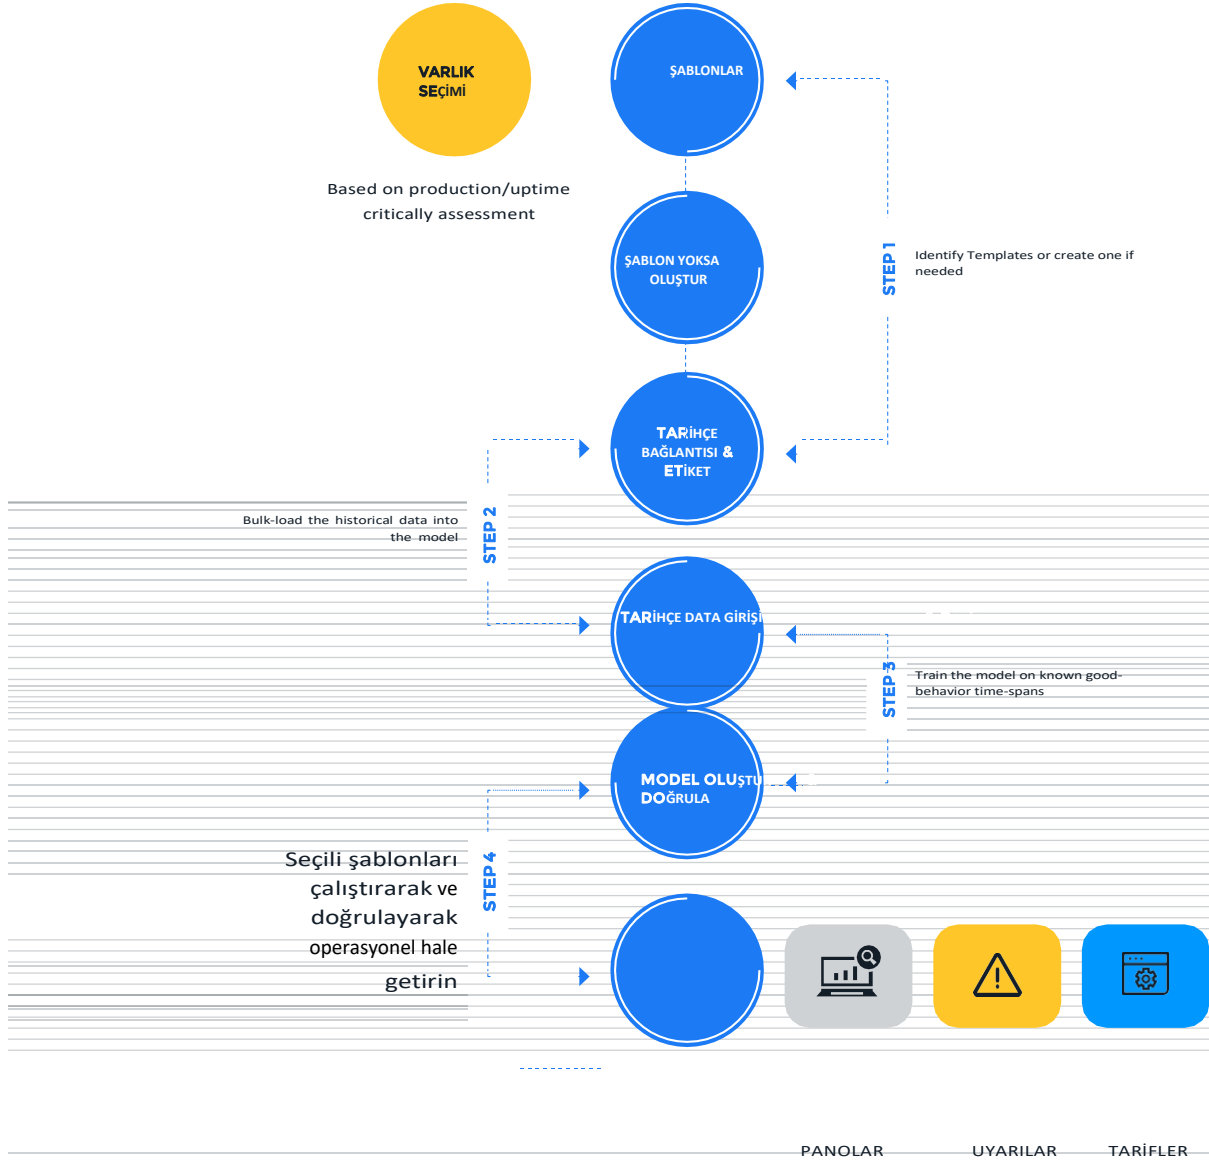 VARLIK
SEÇİMİ
Based on production/uptime
critically assessment
ŞABLONLAR
ŞABLON YOKSA
OLUŞTUR
STEP 1
Identify Templates or create one if
needed
TARİHÇE
BAĞLANTISI &
ETİKET
STEP 2
Bulk-load the historical data into
the model
TARİHÇE DATA GİRİŞİ
STEP 3
Train the model on known good-
behavior time-spans
MODEL OLUŞTU
DOĞRULA
STEP 4
Seçili şablonları
çalıştırarak ve
doğrulayarak
operasyonel hale
getirin
PANOLAR UYARILAR TARİFLER